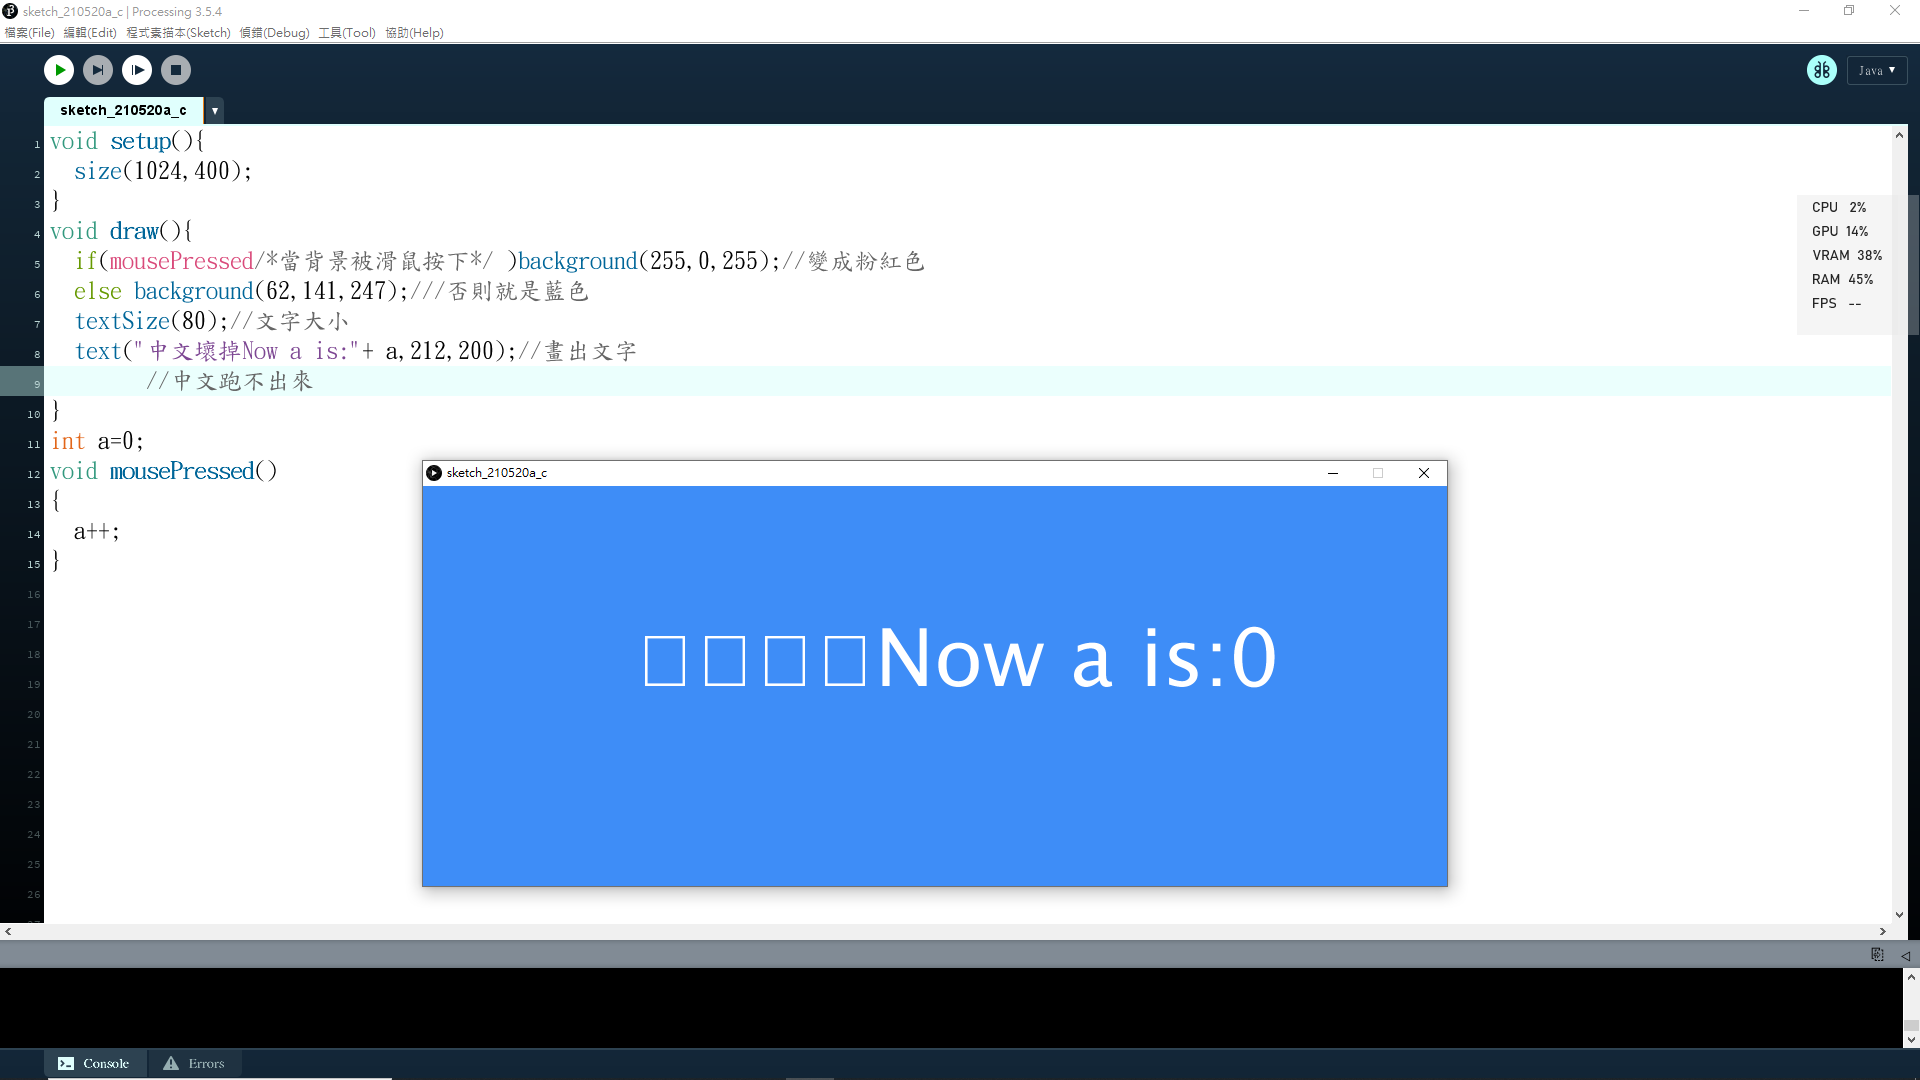 sketch_210520a_c | Processing 3.5.4
檔案(File) 編輯(Edit) 程式素描本(Sketch) 偵錯(Debug) 工具(Tool) 協助(Help)
Java ▼
sketch_210520a_c ▼
1 void setup(){
2 size(1024,400);
3 }
4 void draw(){
5 if(mousePressed/*當背景被滑鼠按下*/ )background(255,0,255);//變成粉紅色
6 else background(62,141,247);///否則就是藍色
7 textSize(80);//文字大小
8 text("中文壞掉Now a is:"+ a,212,200);//畫出文字
9 //中文跑不出來
10 }
11 int a=0;
12 void mousePressed()
13 {
14 a++;
15 }
16
17
18
19
20
21
22
23
24
25
26
CPU 2%
GPU 14%
VRAM 38%
RAM 45%
FPS --
sketch_210520a_c
□□□□Now a is:0
Console Errors